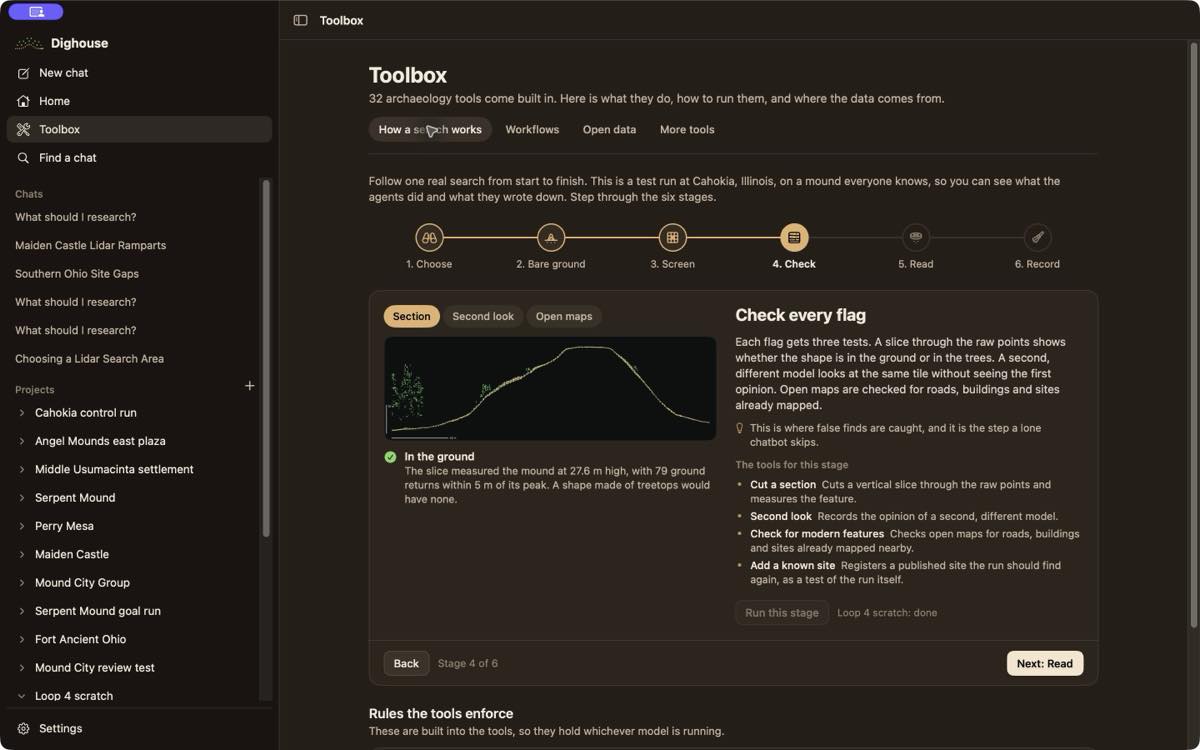 Dighouse
New chat
Home
Toolbox
Find a chat
Chats
What should I research?
Maiden Castle Lidar Ramparts
Southern Ohio Site Gaps
What should I research?
What should I research?
Choosing a Lidar Search Area
Projects
Cahokia control run
Angel Mounds east plaza
Middle Usumacinta settlement
Serpent Mound
Perry Mesa
Maiden Castle
Mound City Group
Serpent Mound goal run
Fort Ancient Ohio
Mound City review test
Loop 4 scratch
Settings
Toolbox
Toolbox
32 archaeology tools come built in. Here is what they do, how to run them, and where the data comes from.
How a search works
Workflows
Open data
More tools
Follow one real search from start to finish. This is a test run at Cahokia, Illinois, on a mound everyone knows, so you can see what the
agents did and what they wrote down. Step through the six stages.
1. Choose
2. Bare ground
3. Screen
4. Check
5. Read
6. Record
Section
Second look
Open maps
In the ground
The slice measured the mound at 27.6 m high, with 79 ground
returns within 5 m of its peak. A shape made of treetops would
have none.
Check every flag
Each flag gets three tests. A slice through the raw points shows
whether the shape is in the ground or in the trees. A second,
different model looks at the same tile without seeing the first
opinion. Open maps are checked for roads, buildings and sites
already mapped.
This is where false finds are caught, and it is the step a lone
chatbot skips.
The tools for this stage
• Cut a section Cuts a vertical slice through the raw points and
measures the feature.
• Second look Records the opinion of a second, different model.
• Check for modern features Checks open maps for roads, buildings
and sites already mapped nearby.
• Add a known site Registers a published site the run should find
again, as a test of the run itself.
Run this stage
Loop 4 scratch: done
Back
Stage 4 of 6
Next: Read
Rules the tools enforce
These are built into the tools, so they hold whichever model is running.